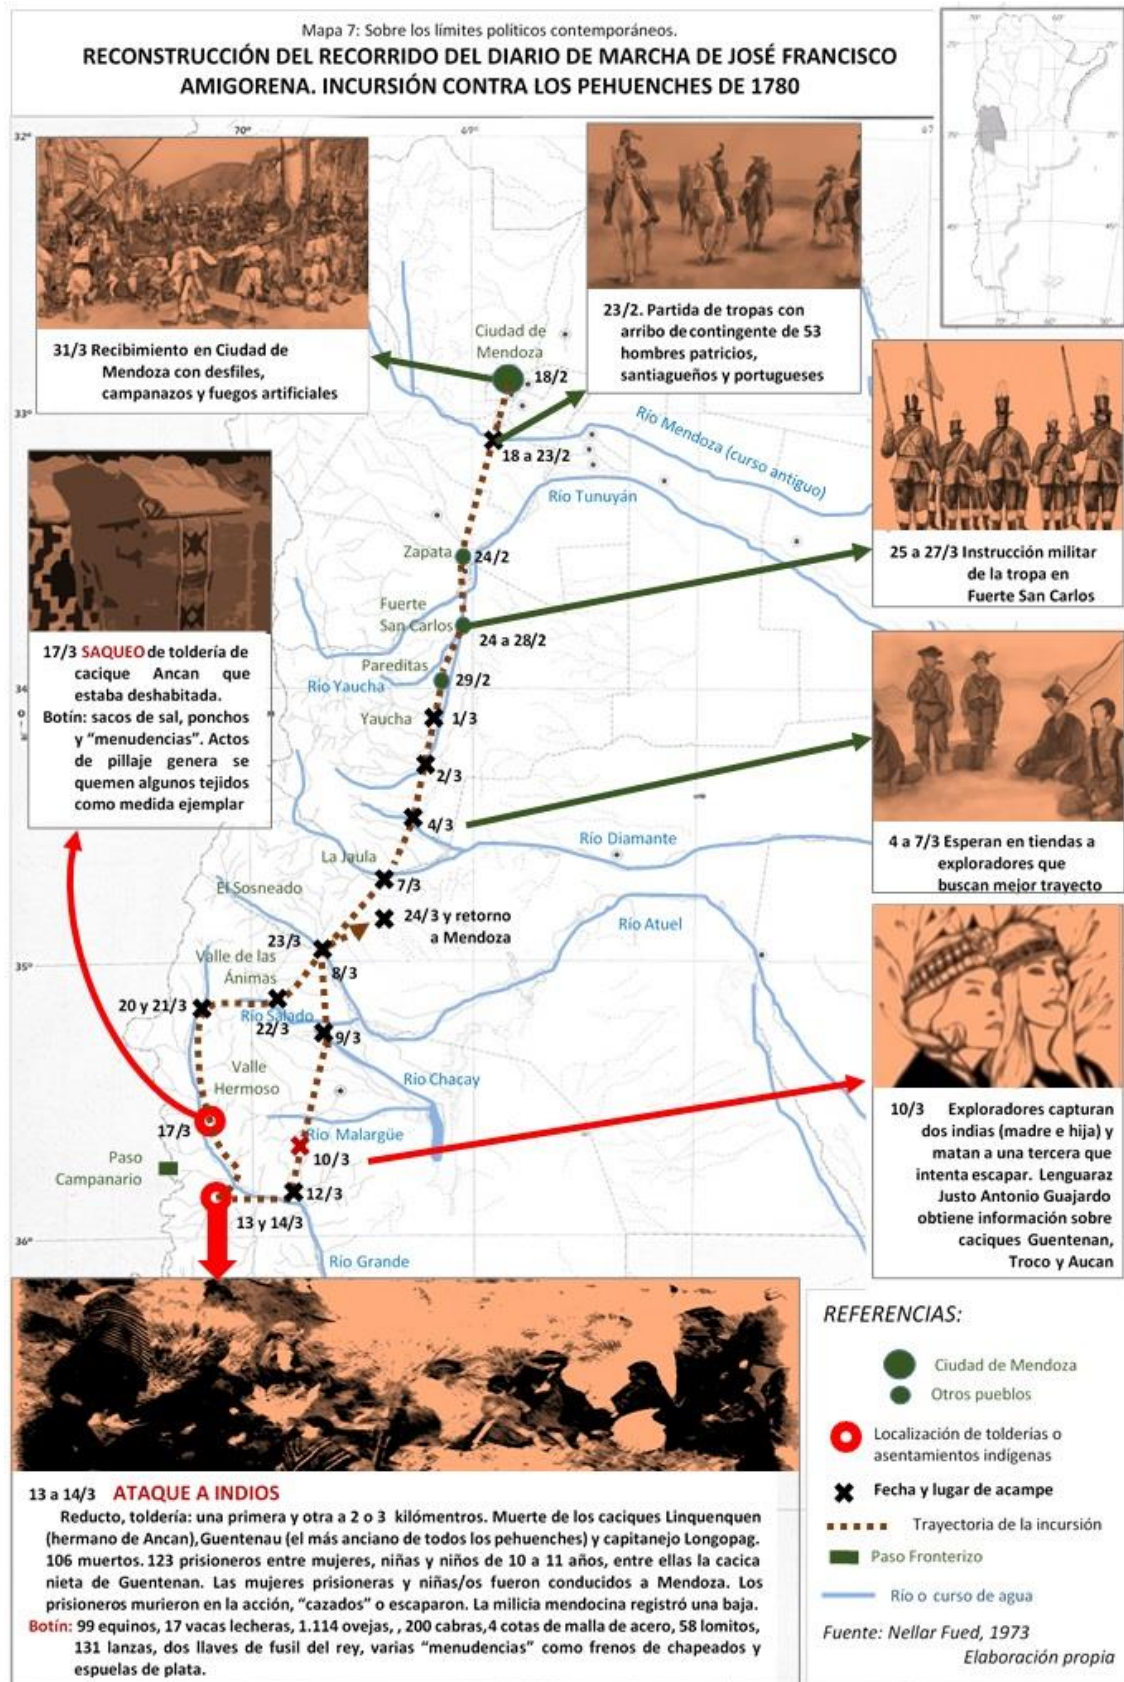 Mapa 7: Sobre los límites políticos contemporáneos.
RECONSTRUCCIÓN DEL RECORRIDO DEL DIARIO DE MARCHA DE JOSÉ FRANCISCO
AMIGORENA. INCURSIÓN CONTRA LOS PEHUENCHES DE 1780
32°
70°
69°
31/3 Recibimiento en Ciudad de
Mendoza con desfiles,
campanazos y fuegos artificiales
23/2. Partida de tropas con
arribo de contingente de 53
hombres patricios,
santiagueños y portugueses
Ciudad de
Mendoza
18/2
33°
18 a 23/2
Río Mendoza (curso antiguo)
Río Tunuyán
Zapata
24/2
25 a 27/3 Instrucción militar
de la tropa en
Fuerte San Carlos
Fuerte
San Carlos
24 a 28/2
17/3 SAQUEO de toldería de
cacique Ancan que
estaba deshabitada.
Botín: sacos de sal, ponchos
y “menudencias”. Actos
de pillaje genera se
quemen algunos tejidos
como medida ejemplar
Pareditas
29/2
Río Yaucha
34
Yaucha
1/3
2/3
4/3
Río Diamante
4 a 7/3 Esperan en tiendas a
exploradores que
buscan mejor trayecto
La Jaula
7/3
El Sosneado
24/3 y retorno
a Mendoza
Río Atuel
23/3
Valle de las
Ánimas
8/3
35°
20 y 21/3
Río Salado
22/3
9/3
Valle
Hermoso
Río Chacay
17/3
Río Malargüe
10/3
10/3 Exploradores capturan
dos indias (madre e hija) y
matan a una tercera que
intenta escapar. Lenguaraz
Justo Antonio Guajardo
obtiene información sobre
caciques Guentenan,
Troco y Aucan
Paso
Campanario
12/3
13 y 14/3
36°
Río Grande
13 a 14/3 ATAQUE A INDIOS
Reducto, toldería: una primera y otra a 2 o 3 kilómentros. Muerte de los caciques Linquenquen
(hermano de Ancan),Guentenau (el más anciano de todos los pehuenches) y capitanejo Longopag.
106 muertos. 123 prisioneros entre mujeres, niñas y niños de 10 a 11 años, entre ellas la cacica
nieta de Guentenan. Las mujeres prisioneras y niñas/os fueron conducidos a Mendoza. Los
prisioneros murieron en la acción, “cazados” o escaparon. La milicia mendocina registró una baja.
Botín: 99 equinos, 17 vacas lecheras, 1.114 ovejas, , 200 cabras,4 cotas de malla de acero, 58 lomitos,
131 lanzas, dos llaves de fusil del rey, varias “menudencias” como frenos de chapeados y
espuelas de plata.
REFERENCIAS:
Ciudad de Mendoza
Otros pueblos
Localización de tolderías o
asentamientos indígenas
Fecha y lugar de acampe
Trayectoria de la incursión
Paso Fronterizo
Río o curso de agua
Fuente: Nellar Fued, 1973
Elaboración propia